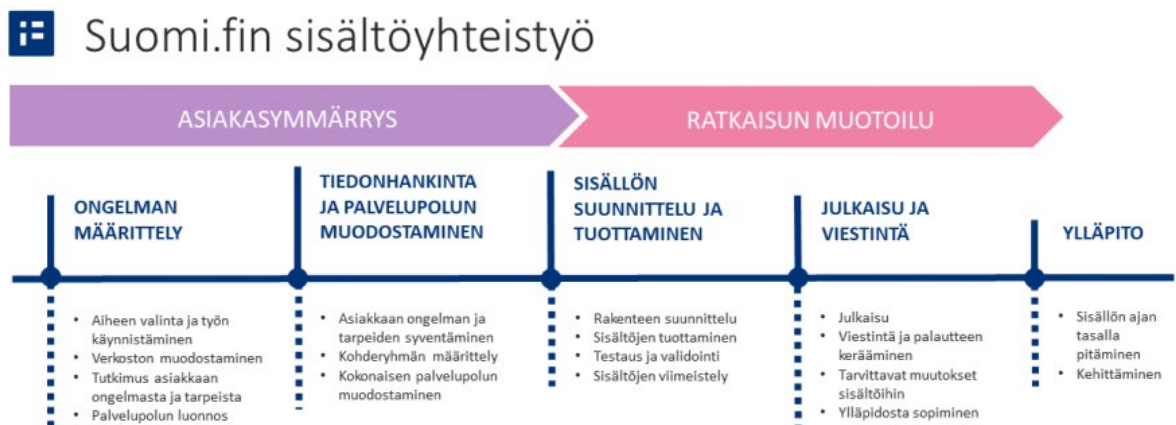 Suomi.fin sisältöyhteistyö
ASIAKASYMMÄRRYS
RATKAISUN MUOTOILU
ONGELMAN
MÄÄRITTELY
• Aiheen valinta ja työn
käynnistäminen
• Verkoston muodostaminen
• Tutkimus asiakkaan
ongelmasta ja tarpeista
• Palvelupolun luonnos
TIEDONHANKINTA
JA PALVELUPOLUN
MUODOSTAMINEN
• Asiakkaan ongelman ja
tarpeiden syventäminen
• Kohderyhmän määrittely
• Kokonaisen palvelupolun
muodostaminen
SISÄLLÖN
SUUNNITTELU JA
TUOTTAMINEN
• Rakenteen suunnittelu
• Sisältöjen tuottaminen
• Testaus ja validointi
• Sisältöjen viimeistely
JULKAISU JA
VIESTINTÄ
• Julkaisu
• Viestintä ja palautteen
kerääminen
• Tarvittavat muutokset
sisältöihin
• Ylläpidosta sopiminen
YLLÄPITO
• Sisällön ajan
tasalla
pitäminen
• Kehittäminen